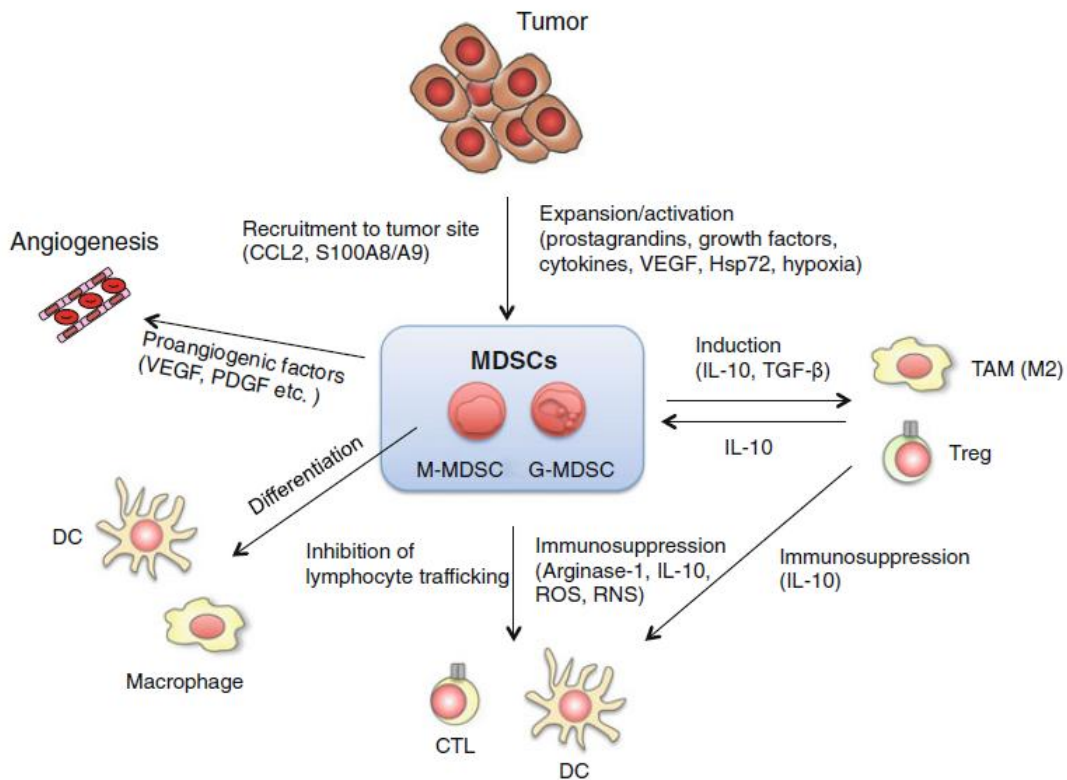 Tumor
Recruitment to tumor site
(CCL2, S100A8/A9)
Expansion/activation
(prostagrandins, growth factors,
cytokines, VEGF, Hsp72, hypoxia)
Angiogenesis
Proangiogenic factors
(VEGF, PDGF etc. )
MDSCs
M-MDSC
G-MDSC
Induction
(IL-10, TGF-β)
IL-10
TAM (M2)
Treg
Differentiation
DC
Macrophage
Inhibition of
lymphocyte trafficking
Immunosuppression
(Arginase-1, IL-10,
ROS, RNS)
Immunosuppression
(IL-10)
CTL
DC